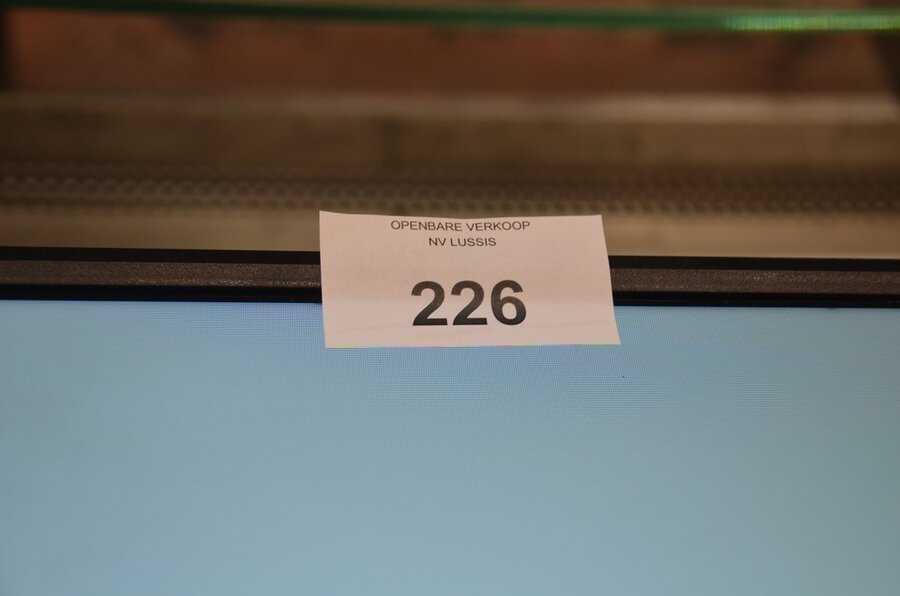 OPENBARE VERKOOP
NV LUSSIS
226